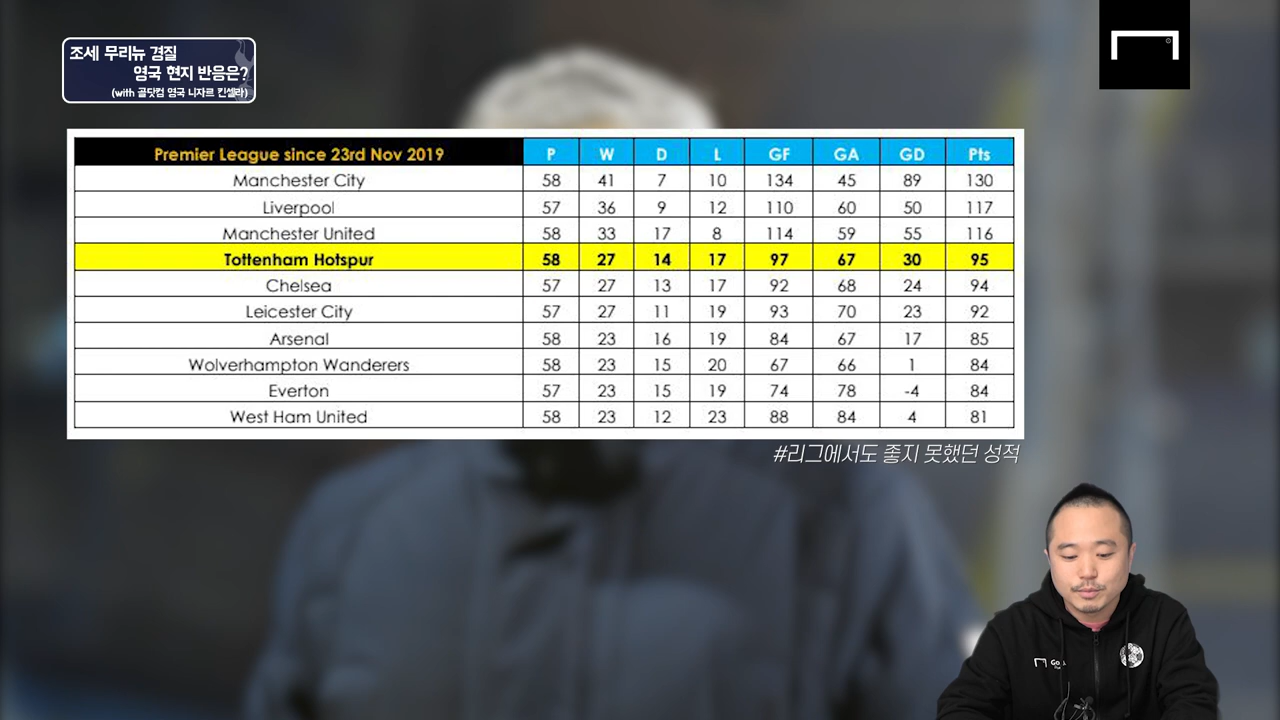 조세 무리뉴 경질
영국 현지 반응은?
(with 골닷컴 영국 니자르 킨셀라)
Premier League since 23rd Nov 2019 P W D L GF GA GD Pts
Manchester City 58 41 7 10 134 45 89 130
Liverpool 57 36 9 12 110 60 50 117
Manchester United 58 33 17 8 114 59 55 116
Tottenham Hotspur 58 27 14 17 97 67 30 95
Chelsea 57 27 13 17 92 68 24 94
Leicester City 57 27 11 19 93 70 23 92
Arsenal 58 23 16 19 84 67 17 85
Wolverhampton Wanderers 58 23 15 20 67 66 1 84
Everton 57 23 15 19 74 78 -4 84
West Ham United 58 23 12 23 88 84 4 81
#리그에서도 좋지 못했던 성적